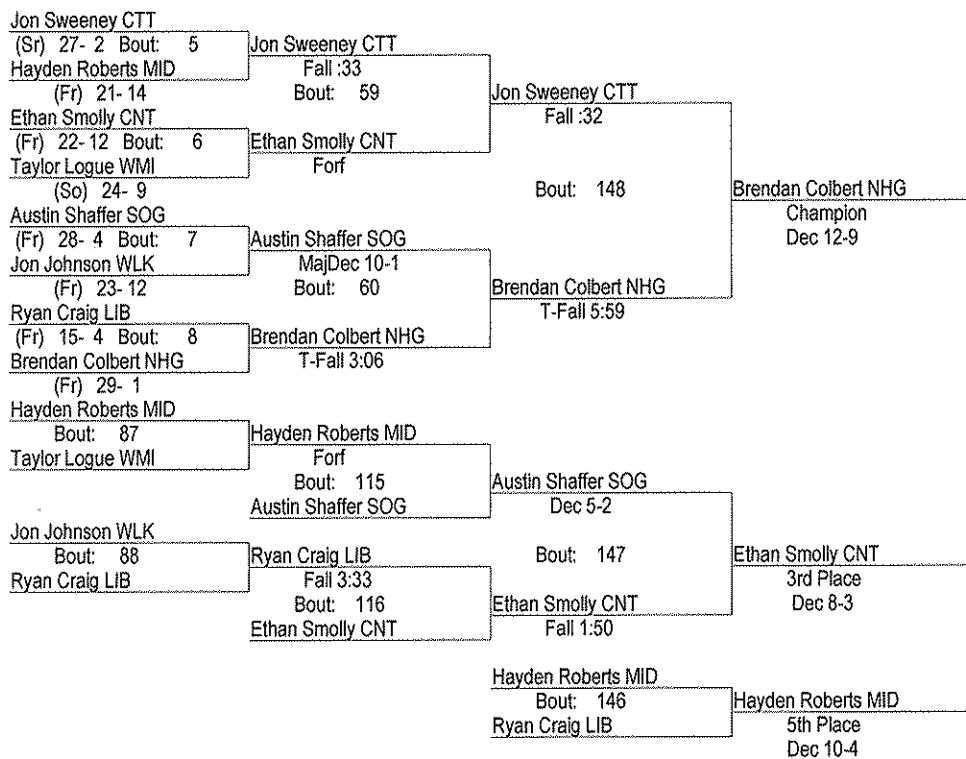 Jon Sweeney CTT
(Sr) 27- 2 Bout: 5
Hayden Roberts MID
(Fr) 21- 14
Ethan Smolly CNT
(Fr) 22- 12 Bout: 6
Taylor Logue WMI
(So) 24- 9
Austin Shaffer SOG
(Fr) 28- 4 Bout: 7
Jon Johnson WLK
(Fr) 23- 12
Ryan Craig LIB
(Fr) 15- 4 Bout: 8
Brendan Colbert NHG
(Fr) 29- 1
Jon Sweeney CTT
Fall :33
Bout: 59
Ethan Smolly CNT
Forf
Austin Shaffer SOG
MajDec 10-1
Bout: 60
Brendan Colbert NHG
T-Fall 3:06
Jon Sweeney CTT
Fall :32
Bout: 148
Brendan Colbert NHG
T-Fall 5:59
Brendan Colbert NHG
Champion
Dec 12-9
Hayden Roberts MID
Bout: 87
Taylor Logue WMI
Jon Johnson WLK
Bout: 88
Ryan Craig LIB
Hayden Roberts MID
Forf
Bout: 115
Austin Shaffer SOG
Ryan Craig LIB
Fall 3:33
Bout: 116
Ethan Smolly CNT
Austin Shaffer SOG
Dec 5-2
Bout: 147
Ethan Smolly CNT
Fall 1:50
Ethan Smolly CNT
3rd Place
Dec 8-3
Hayden Roberts MID
Bout: 146
Ryan Craig LIB
Hayden Roberts MID
5th Place
Dec 10-4